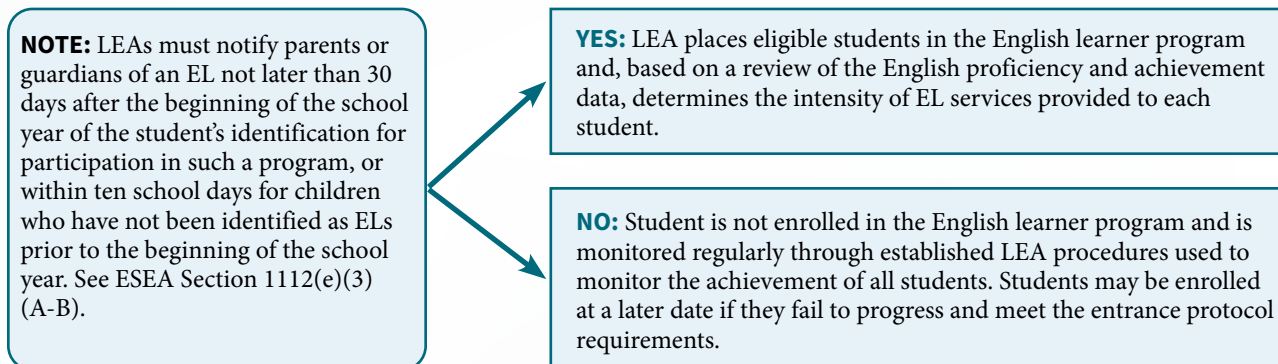 NOTE: LEAs must notify parents or
guardians of an EL not later than 30
days after the beginning of the school
year of the student’s identification for
participation in such a program, or
within ten school days for children
who have not been identified as ELs
prior to the beginning of the school
year. See ESEA Section 1112(e)(3)
(A-B).
YES: LEA places eligible students in the English learner program
and, based on a review of the English proficiency and achievement
data, determines the intensity of EL services provided to each
student.
NO: Student is not enrolled in the English learner program and is
monitored regularly through established LEA procedures used to
monitor the achievement of all students. Students may be enrolled
at a later date if they fail to progress and meet the entrance protocol
requirements.